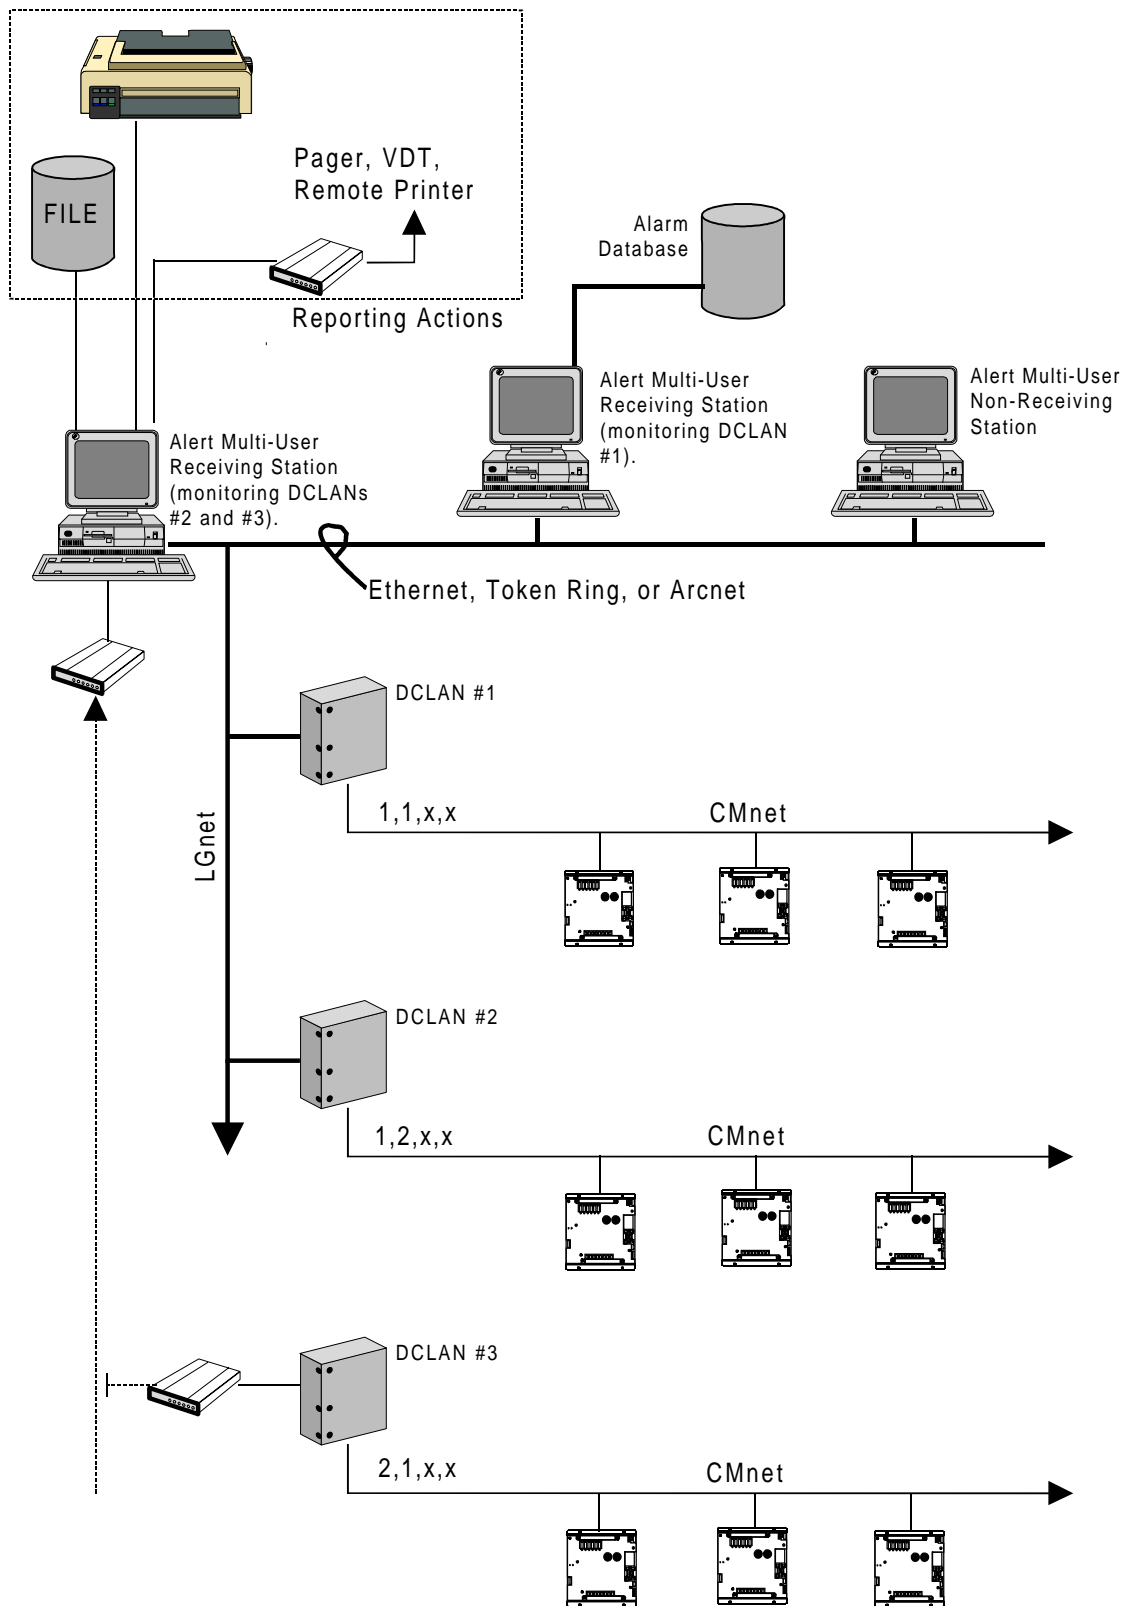 FILE
Pager, VDT,
Remote Printer
Reporting Actions
Alarm
Database
Alert Multi-User
Receiving Station
(monitoring DCLANs
#2 and #3).
Alert Multi-User
Receiving Station
(monitoring DCLAN
#1).
Alert Multi-User
Non-Receiving
Station
Ethernet, Token Ring, or Arcnet
LGnet
DCLAN #1
1,1,x,x
CMnet
DCLAN #2
1,2,x,x
CMnet
DCLAN #3
2,1,x,x
CMnet